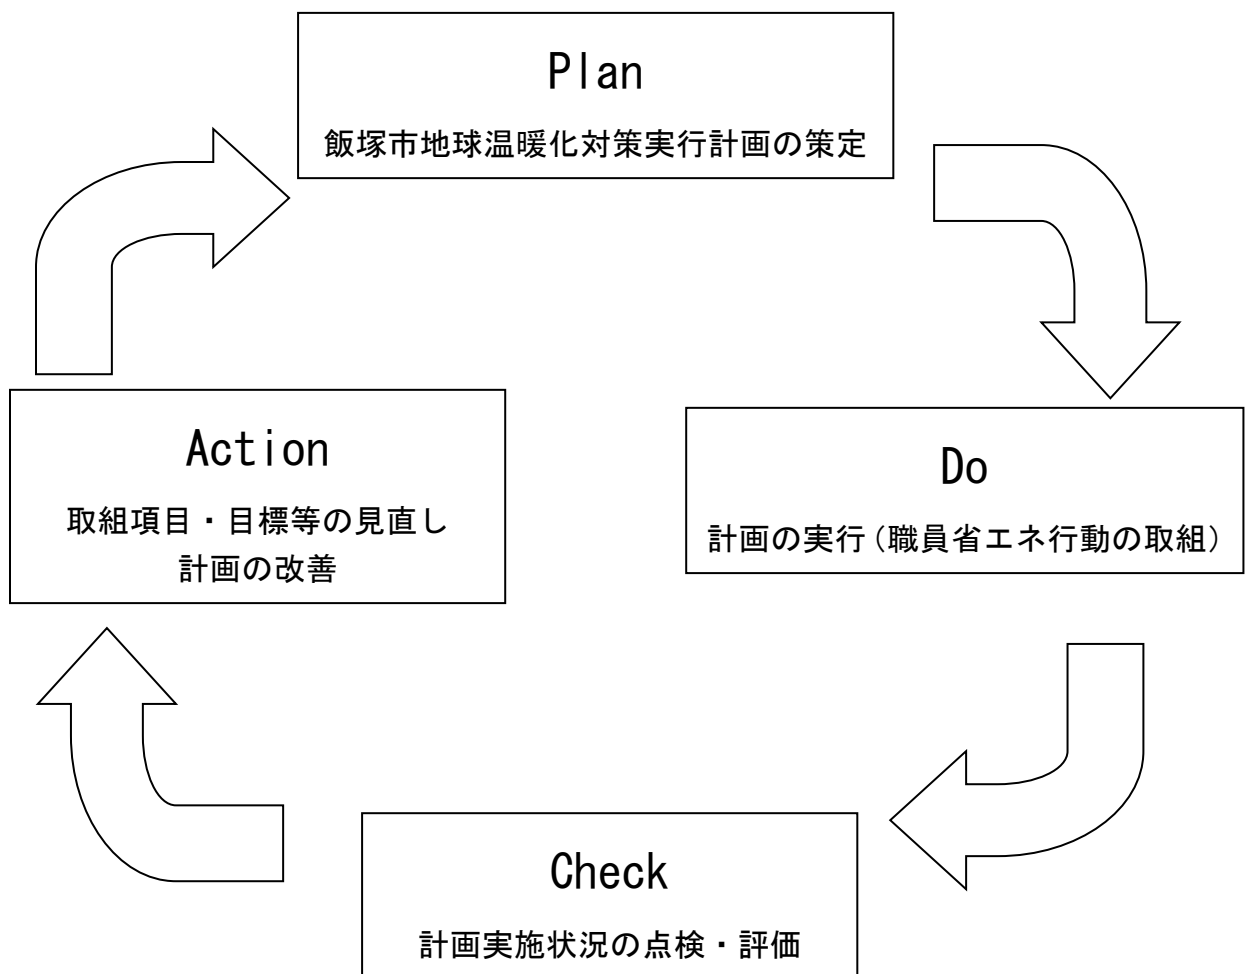 Plan
飯塚市地球温暖化対策実行計画の策定
Do
計画の実行(職員省エネ行動の取組)
Check
計画実施状況の点検・評価
Action
取組項目・目標等の見直し
計画の改善